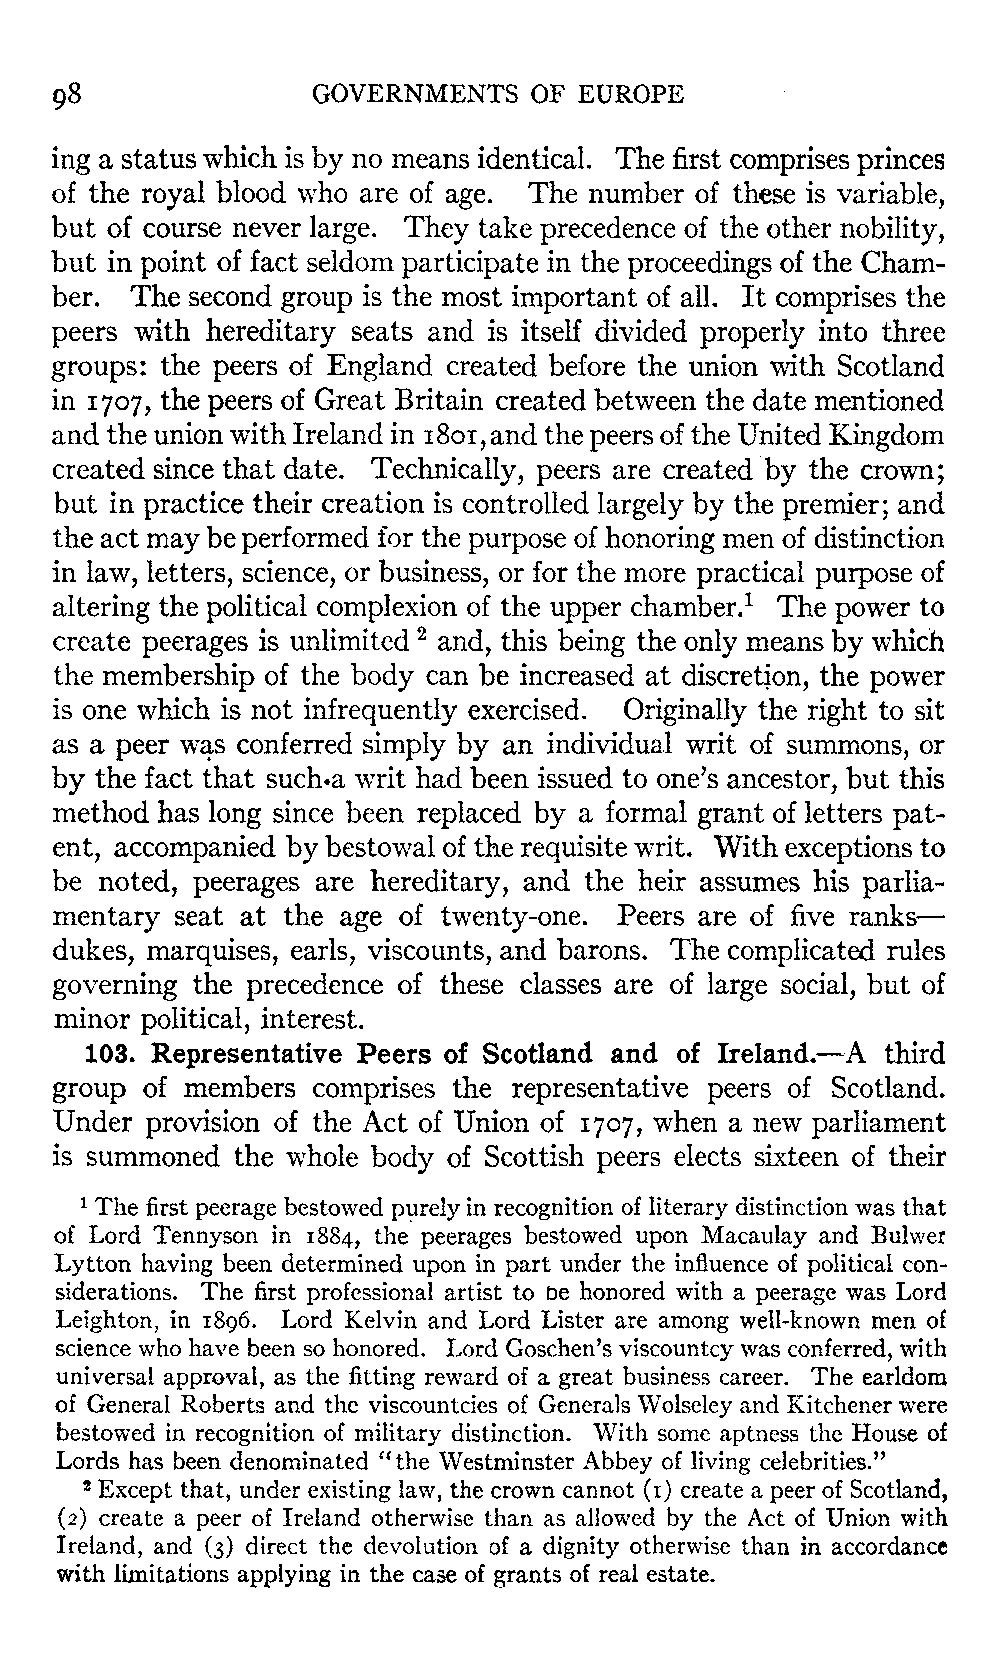 98 GOVERNMENTS OF EUROPE
ing a status which is by no means identical. The first comprises princes
of the royal blood who are of age. The number of these is variable,
but of course never large. They take precedence of the other nobility,
but in point of fact seldom participate in the proceedings of the Cham-
ber. The second group is the most important of all. It comprises the
peers with hereditary seats and is itself divided properly into three
groups: the peers of England created before the union with Scotland
in 1707, the peers of Great Britain created between the date mentioned
and the union with Ireland in 1801, and the peers of the United Kingdom
created since that date. Technically, peers are created by the crown;
but in practice their creation is controlled largely by the premier; and
the act may be performed for the purpose of honoring men of distinction
in law, letters, science, or business, or for the more practical purpose of
altering the political complexion of the upper chamber.¹ The power to
create peerages is unlimited ² and, this being the only means by which
the membership of the body can be increased at discretion, the power
is one which is not infrequently exercised. Originally the right to sit
as a peer was conferred simply by an individual writ of summons, or
by the fact that such a writ had been issued to one's ancestor, but this
method has long since been replaced by a formal grant of letters pat-
ent, accompanied by bestowal of the requisite writ. With exceptions to
be noted, peerages are hereditary, and the heir assumes his parlia-
mentary seat at the age of twenty-one. Peers are of five ranks—
dukes, marquises, earls, viscounts, and barons. The complicated rules
governing the precedence of these classes are of large social, but of
minor political, interest.
103. Representative Peers of Scotland and of Ireland.—A third
group of members comprises the representative peers of Scotland.
Under provision of the Act of Union of 1707, when a new parliament
is summoned the whole body of Scottish peers elects sixteen of their
¹ The first peerage bestowed purely in recognition of literary distinction was that
of Lord Tennyson in 1884, the peerages bestowed upon Macaulay and Bulwer
Lytton having been determined upon in part under the influence of political con-
siderations. The first professional artist to be honored with a peerage was Lord
Leighton, in 1896. Lord Kelvin and Lord Lister are among well-known men of
science who have been so honored. Lord Goschen's viscountcy was conferred, with
universal approval, as the fitting reward of a great business career. The earldom
of General Roberts and the viscountcies of Generals Wolseley and Kitchener were
bestowed in recognition of military distinction. With some aptness the House of
Lords has been denominated "the Westminster Abbey of living celebrities."
² Except that, under existing law, the crown cannot (1) create a peer of Scotland,
(2) create a peer of Ireland otherwise than as allowed by the Act of Union with
Ireland, and (3) direct the devolution of a dignity otherwise than in accordance
with limitations applying in the case of grants of real estate.